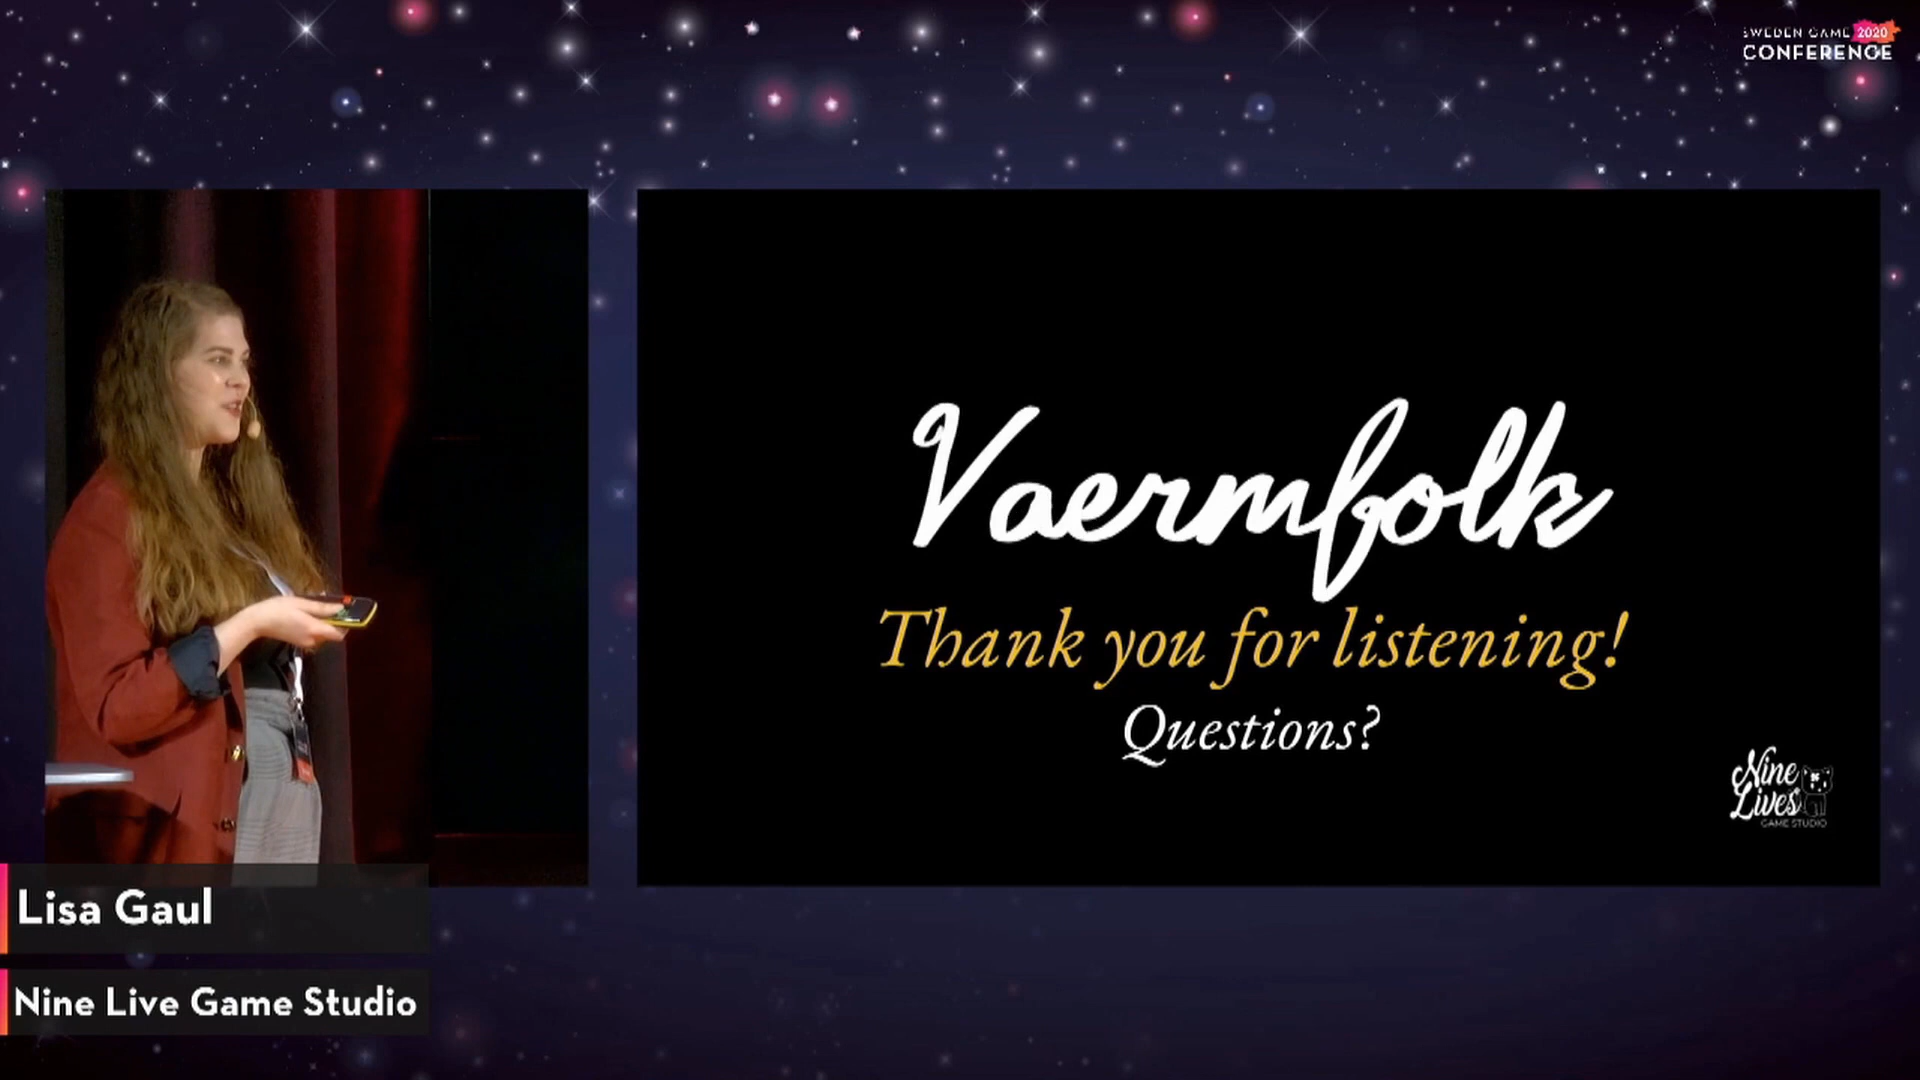 SWEDEN GAME 2020
CONFERENCE
Vaermfolk
Thank you for listening!
Questions?
Nine
Lives
GAME STUDIO
Lisa Gaul
Nine Live Game Studio